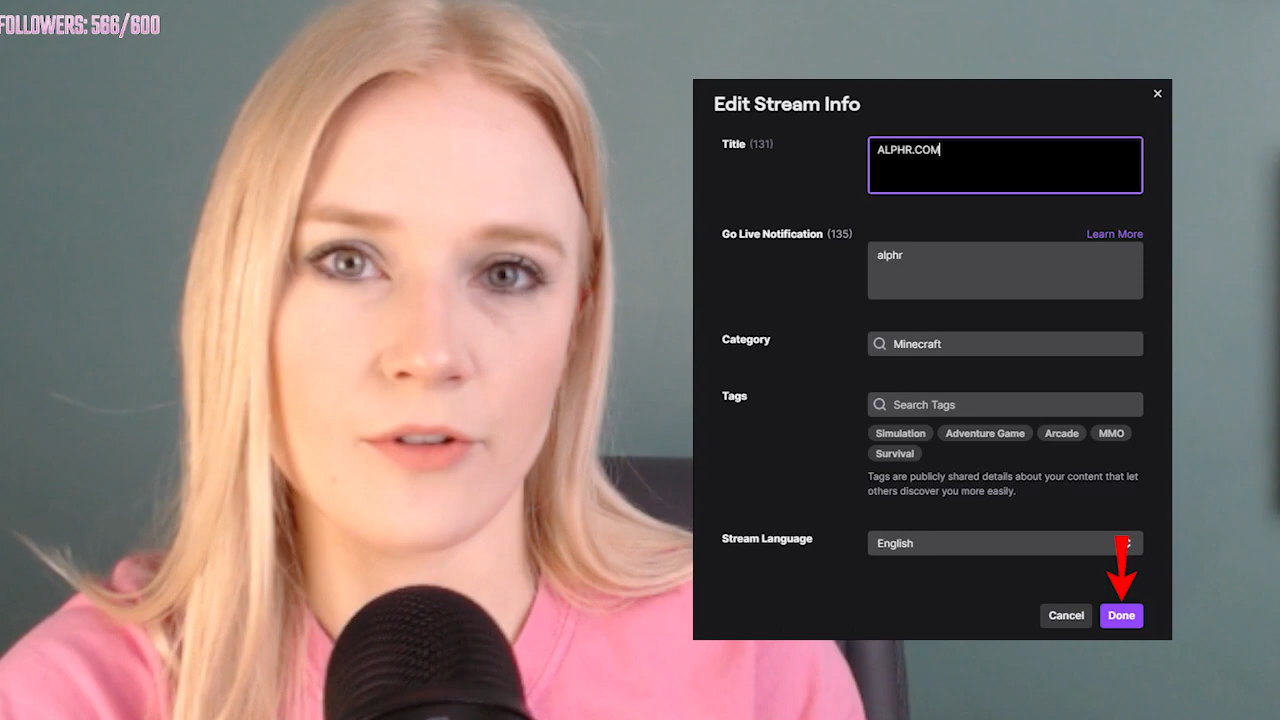 FOLLOWERS: 566/600
Edit Stream Info
Title (131)
ALPHR.COM
Go Live Notification (135)
Learn More
alphr
Category
Minecraft
Tags
Search Tags
Simulation Adventure Game Arcade MMO
Survival
Tags are publicly shared details about your content that let
others discover you more easily.
Stream Language
English
Cancel Done